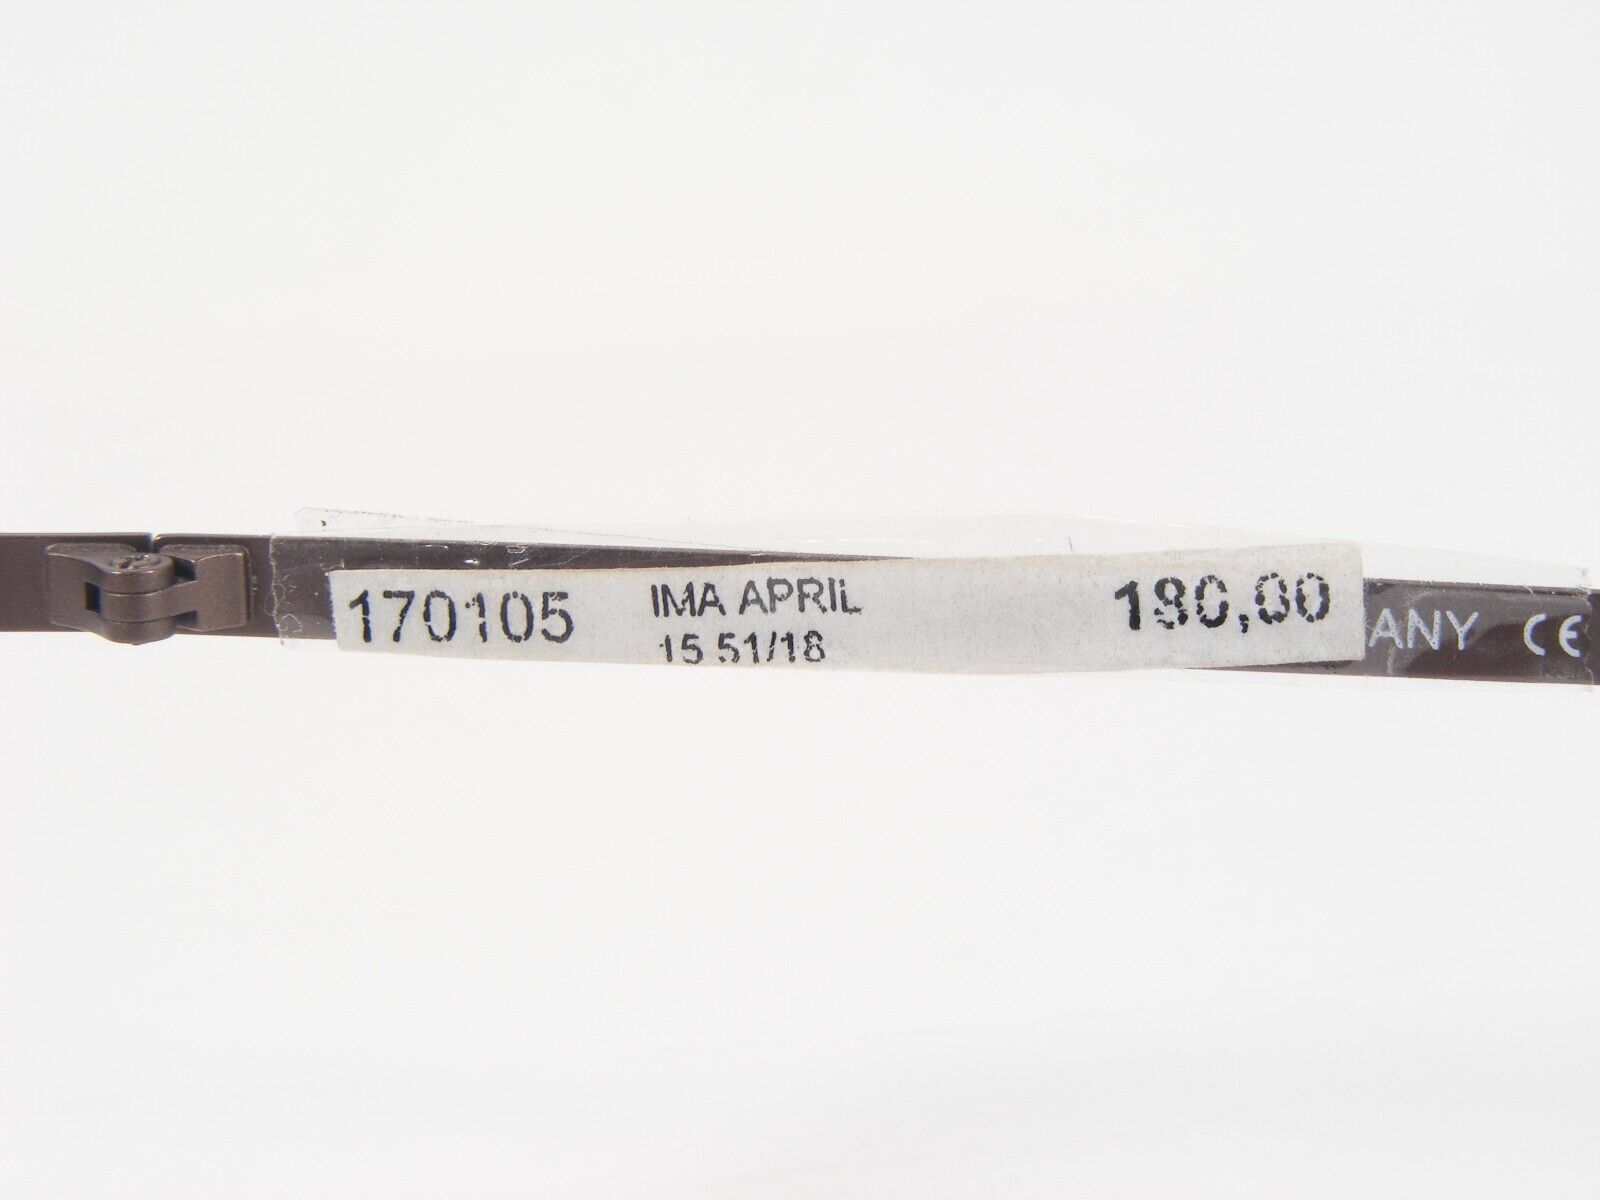 170105
IMA APRIL
15 51/18
190,00
ANY CE